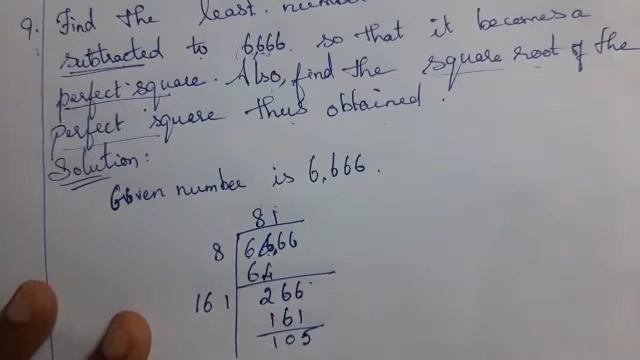 9. Find the least number
subtracted to 6,666 so that it becomes a
perfect square. Also, find the square root of the
perfect square thus obtained.
Solution:
Given number is 6,666.
81
8 6666
64
161 266
161
105